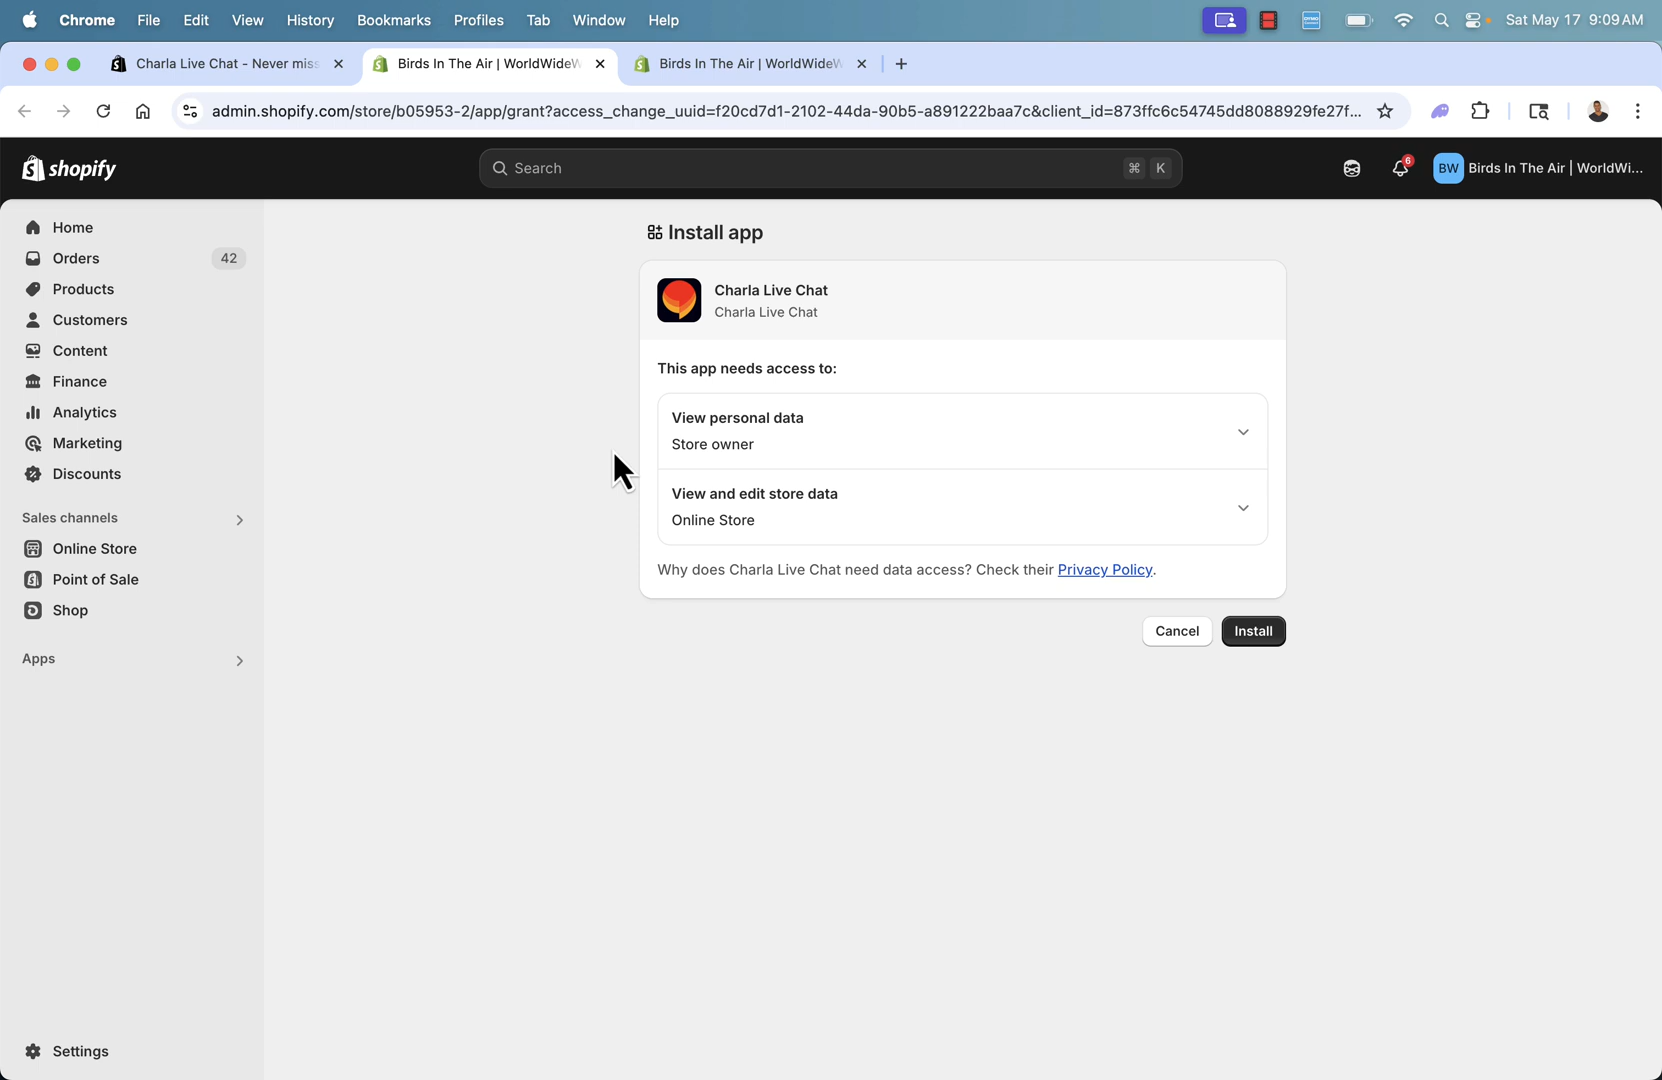 Chrome File Edit View History Bookmarks Profiles Tab Window Help Sat May 17 9:09 AM
Charla Live Chat - Never miss Birds In The Air | WorldWideW Birds In The Air | WorldWideW
admin.shopify.com/store/b05953-2/app/grant?access_change_uuid=f20cd7d1-2102-44da-90b5-a891222baa7c&client_id=873ffc6c54745dd8088929fe27f...
shopify Search ⌘ K 6 BW Birds In The Air | WorldWi...
Home
Orders 42
Products
Customers
Content
Finance
Analytics
Marketing
Discounts
Sales channels
Online Store
Point of Sale
Shop
Apps
Settings
Install app
Charla Live Chat
Charla Live Chat
This app needs access to:
View personal data
Store owner
View and edit store data
Online Store
Why does Charla Live Chat need data access? Check their Privacy Policy.
Cancel Install